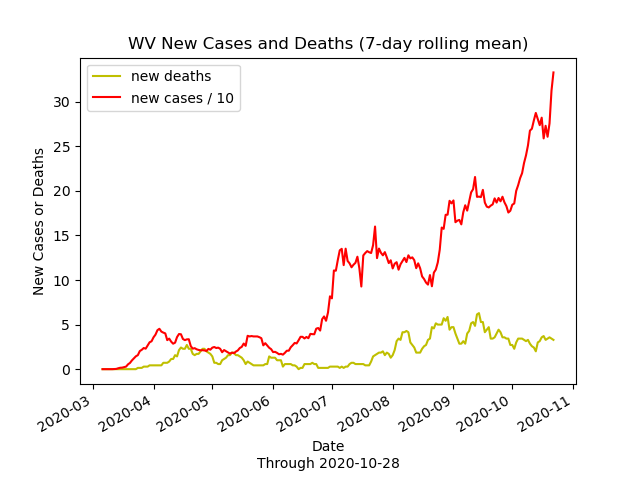 WV New Cases and Deaths (7-day rolling mean)
new deaths
new cases / 10
New Cases or Deaths
30
25
20
15
10
5
0
2020-03
2020-04
2020-05
2020-06
2020-07
2020-08
2020-09
2020-10
2020-11
Date
Through 2020-10-28